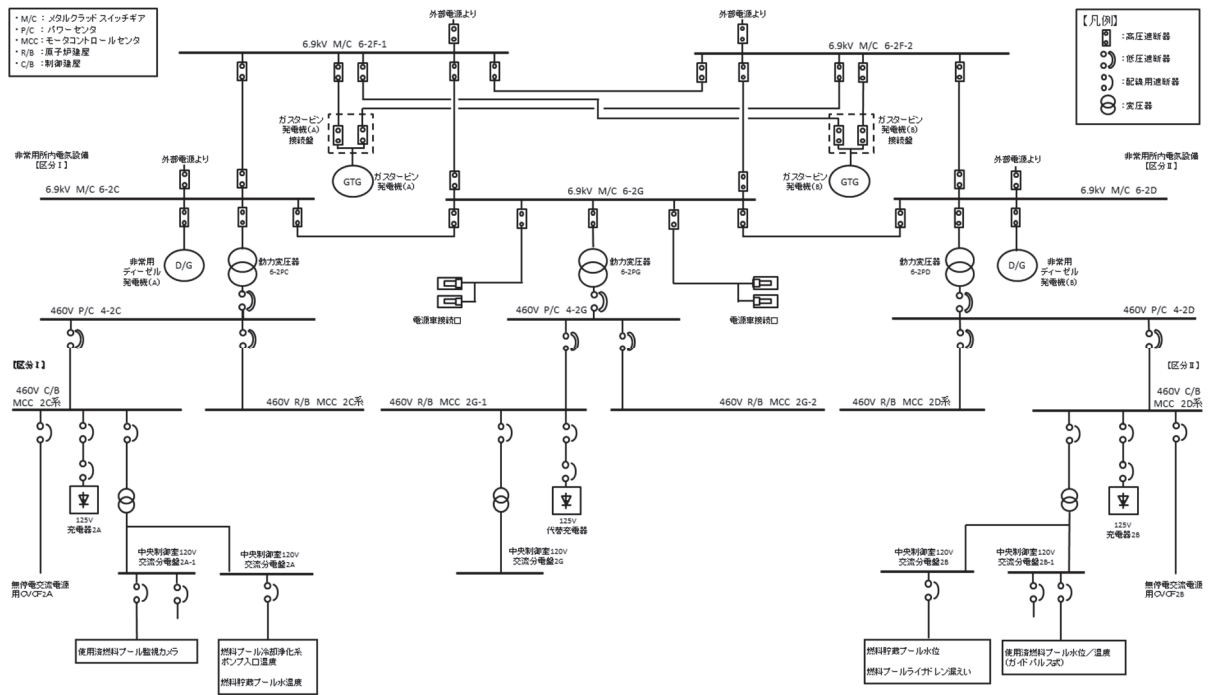 ・M/C : メタルクラッド スイッチギア
・P/C : パワーセンタ
・MCC : モータコントロールセンタ
・R/B : 原子炉建屋
・C/B : 制御建屋
【凡例】
: 高圧遮断器
: 低圧遮断器
: 配線用遮断器
: 変圧器
外部電源より
外部電源より
6.9kV M/C 6-2F-1
6.9kV M/C 6-2F-2
ガスタービン
発電機(A)
接続盤
ガスタービン
発電機(B)
接続盤
GTG
ガスタービン
発電機(A)
ガスタービン
発電機(B)
GTG
非常用所内電気設備
【区分Ⅰ】
外部電源より
外部電源より
非常用所内電気設備
【区分Ⅱ】
6.9kV M/C 6-2C
6.9kV M/C 6-2G
6.9kV M/C 6-2D
非常用
ディーゼル
発電機(A)
D/G
動力変圧器
6-2PC
動力変圧器
6-2PG
動力変圧器
6-2PD
D/G
非常用
ディーゼル
発電機(B)
電源車接続口
電源車接続口
460V P/C 4-2C
460V P/C 4-2G
460V P/C 4-2D
【区分Ⅰ】
【区分Ⅱ】
460V C/B
MCC 2C系
460V R/B MCC 2C系
460V R/B MCC 2G-1
460V R/B MCC 2G-2
460V R/B MCC 2D系
460V C/B
MCC 2D系
125V
充電器2A
125V
代替充電器
125V
充電器2B
無停電交流電源
用CVCF2A
中央制御室120V
交流分電盤2A-1
中央制御室120V
交流分電盤2A
中央制御室120V
交流分電盤2G
中央制御室120V
交流分電盤2B
中央制御室120V
交流分電盤2B-1
無停電交流電源
用CVCF2B
使用済燃料プール監視カメラ
燃料プール冷却浄化系
ポンプ入口温度
燃料貯蔵プール水温度
燃料貯蔵プール水位
燃料プールライナドレン漏えい
使用済燃料プール水位／温度
(ガイドパルス式)